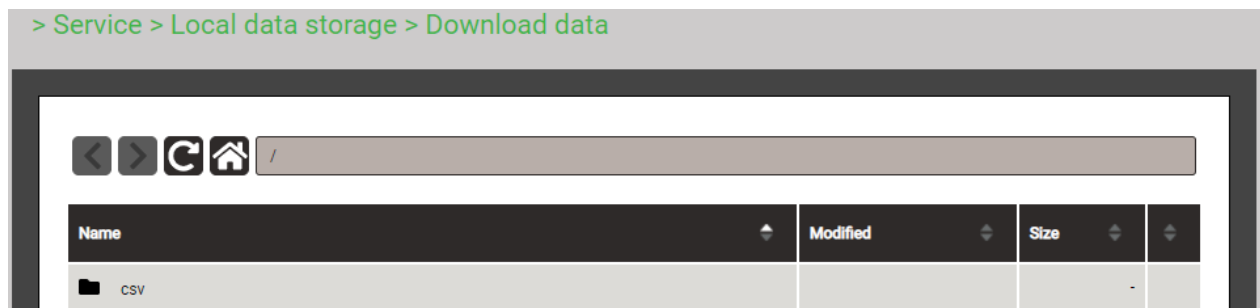 > Service > Local data storage > Download data
/
Name Modified Size
csv -